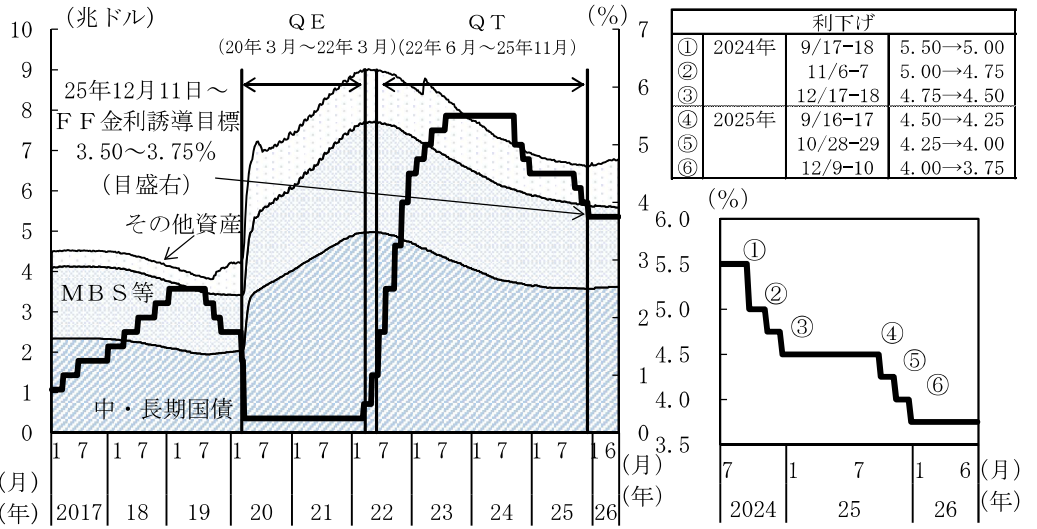 (兆ドル)
QE
QT
(%)
(20年3月～22年3月)
(22年6月～25年11月)
10
9
8
7
6
5
4
3
2
1
0
7
6
5
4
3
2
1
0
25年12月11日～
FF金利誘導目標
3.50～3.75%
(目盛右)
その他資産
MBS等
中・長期国債
1 7 1 7 1 7 1 7 1 7 1 7 1 7 1 7 1 7 1 6
(月)
2017 18 19 20 21 22 23 24 25 26
(年)
利下げ
① 2024年 9/17-18 5.50→5.00
② 11/6-7 5.00→4.75
③ 12/17-18 4.75→4.50
④ 2025年 9/16-17 4.50→4.25
⑤ 10/28-29 4.25→4.00
⑥ 12/9-10 4.00→3.75
(%)
6.0
5.5
5.0
4.5
4.0
3.5
①
②
③
④
⑤
⑥
7 1 7 1 6 (月)
2024 25 26 (年)